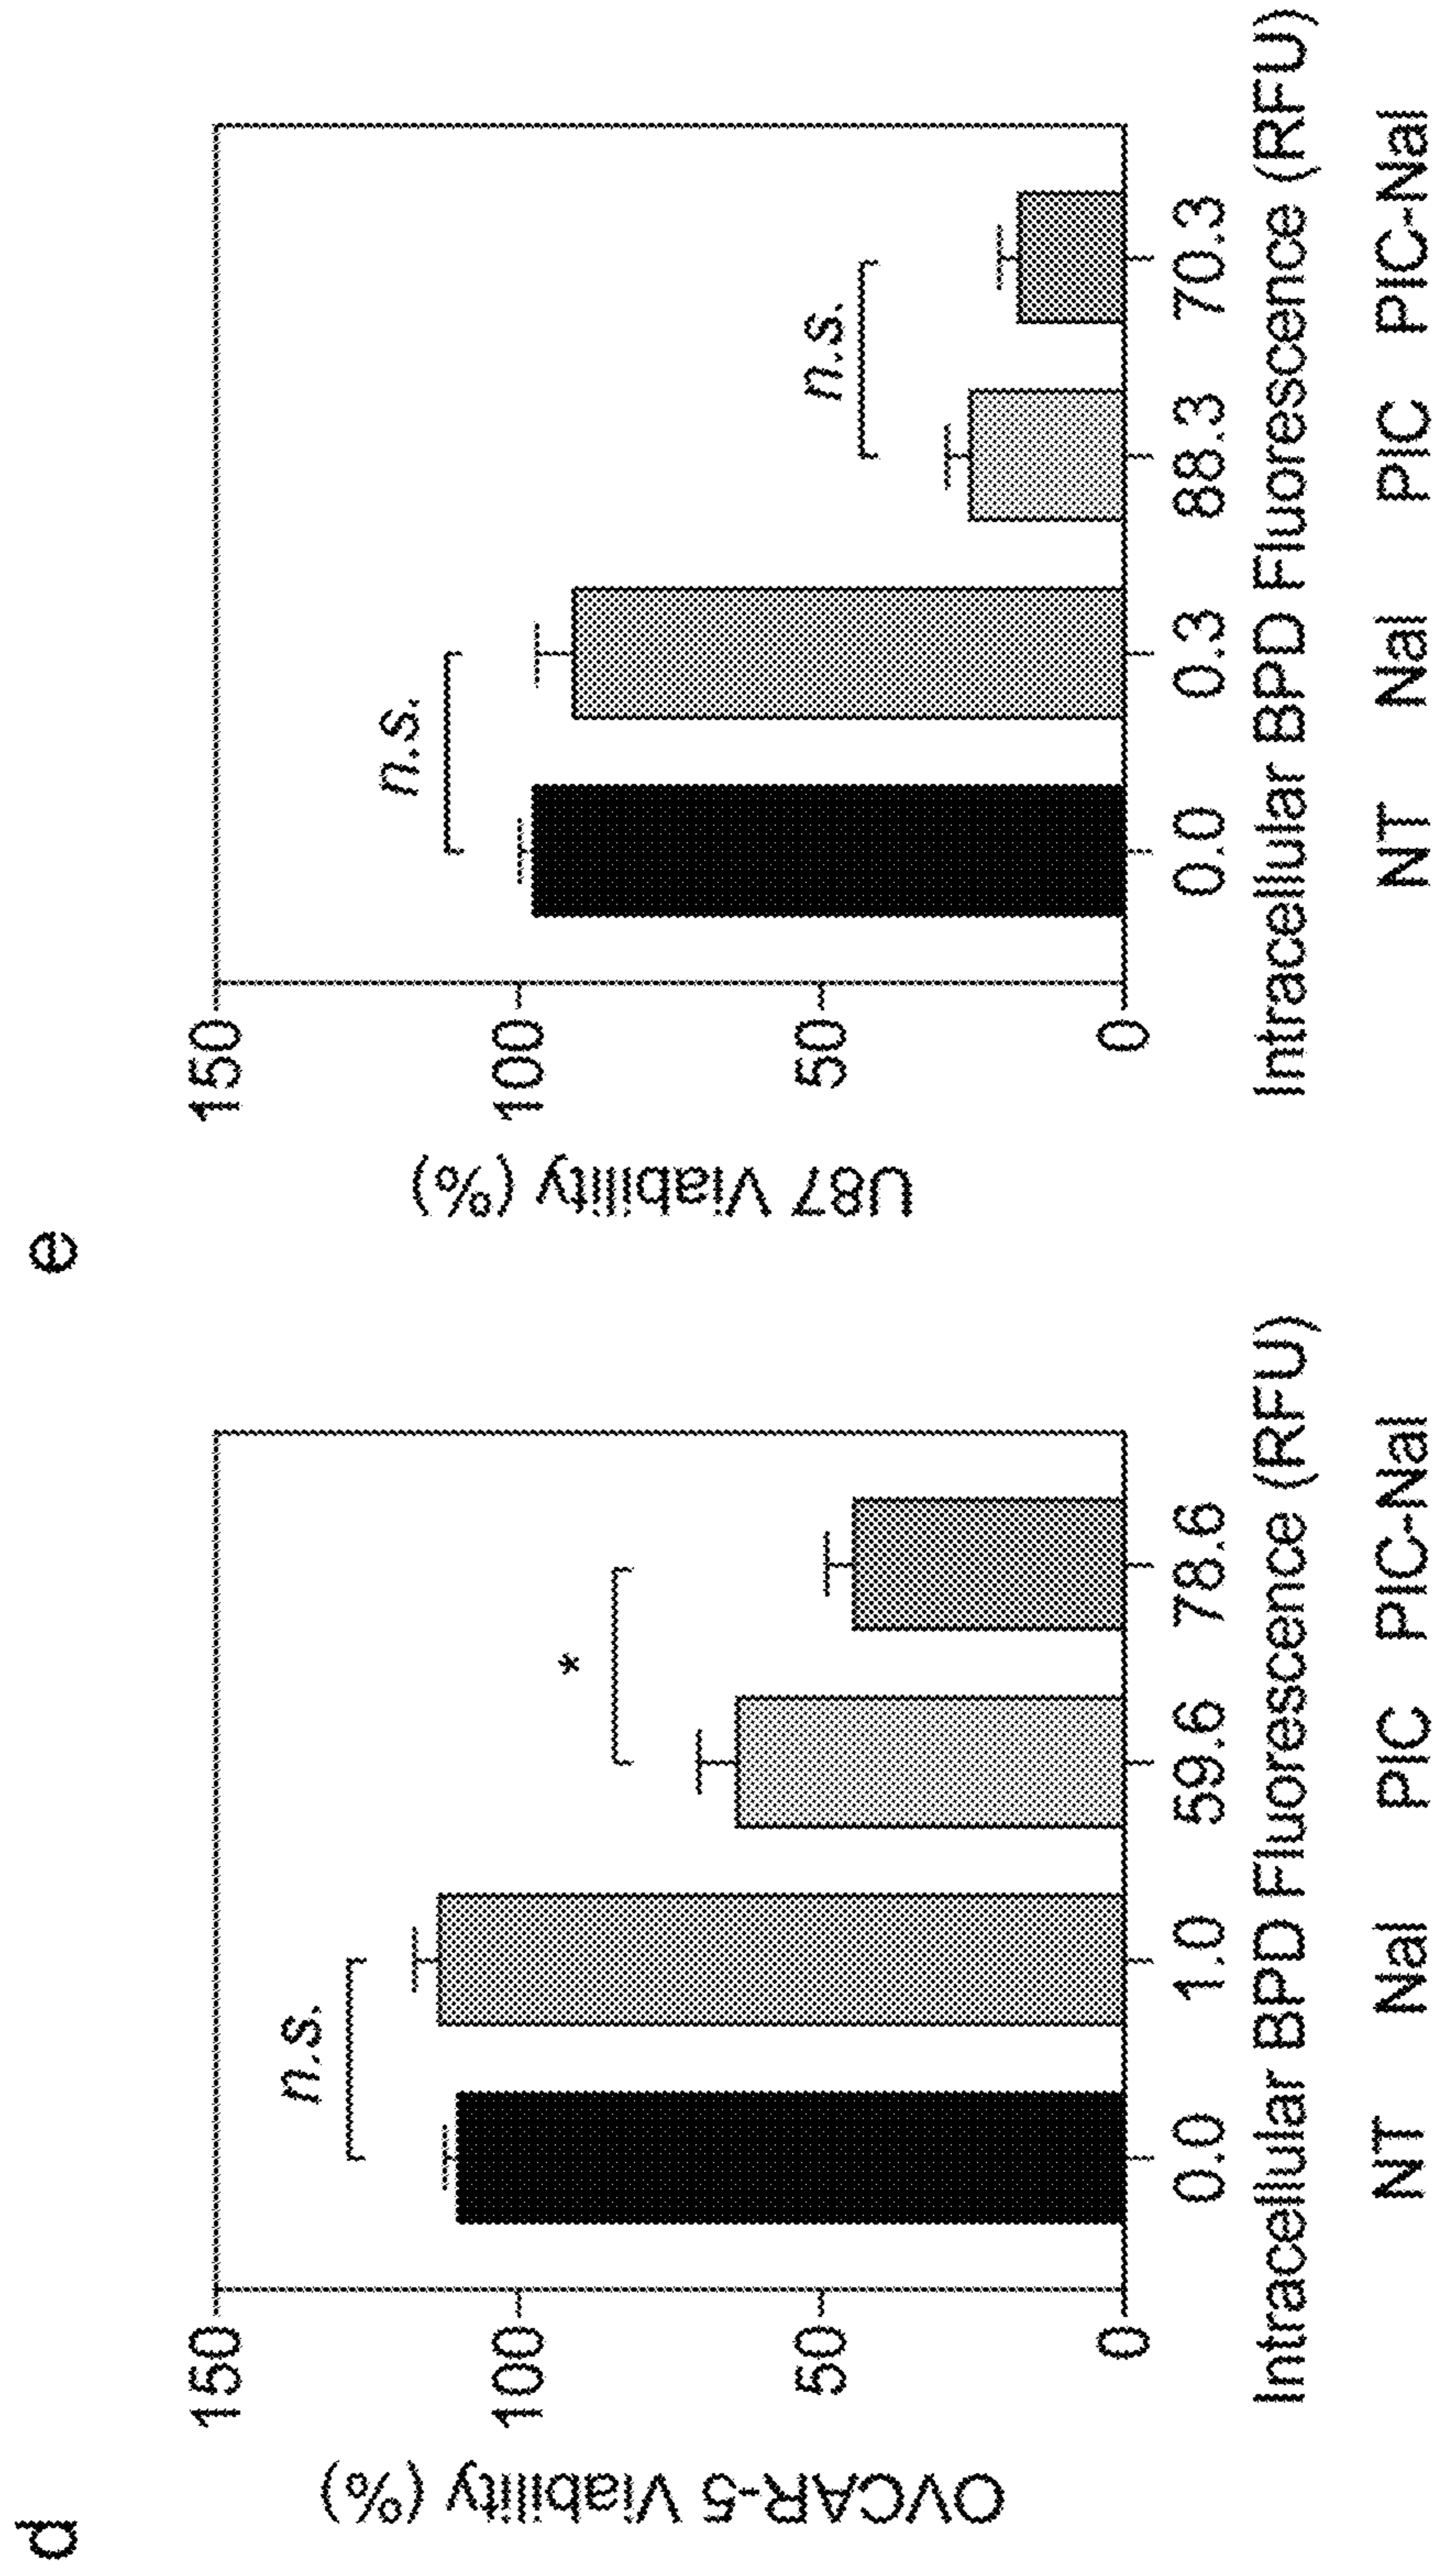 d
OVCAR-5 Viability (%)
150
100
50
0
n.s.
*
0.0 1.0 59.6 78.6
Intracellular BPD Fluorescence (RFU)
NT Nal PIC PIC-Nal
e
U87 Viability (%)
150
100
50
0
n.s.
n.s.
0.0 0.3 88.3 70.3
Intracellular BPD Fluorescence (RFU)
NT Nal PIC PIC-Nal